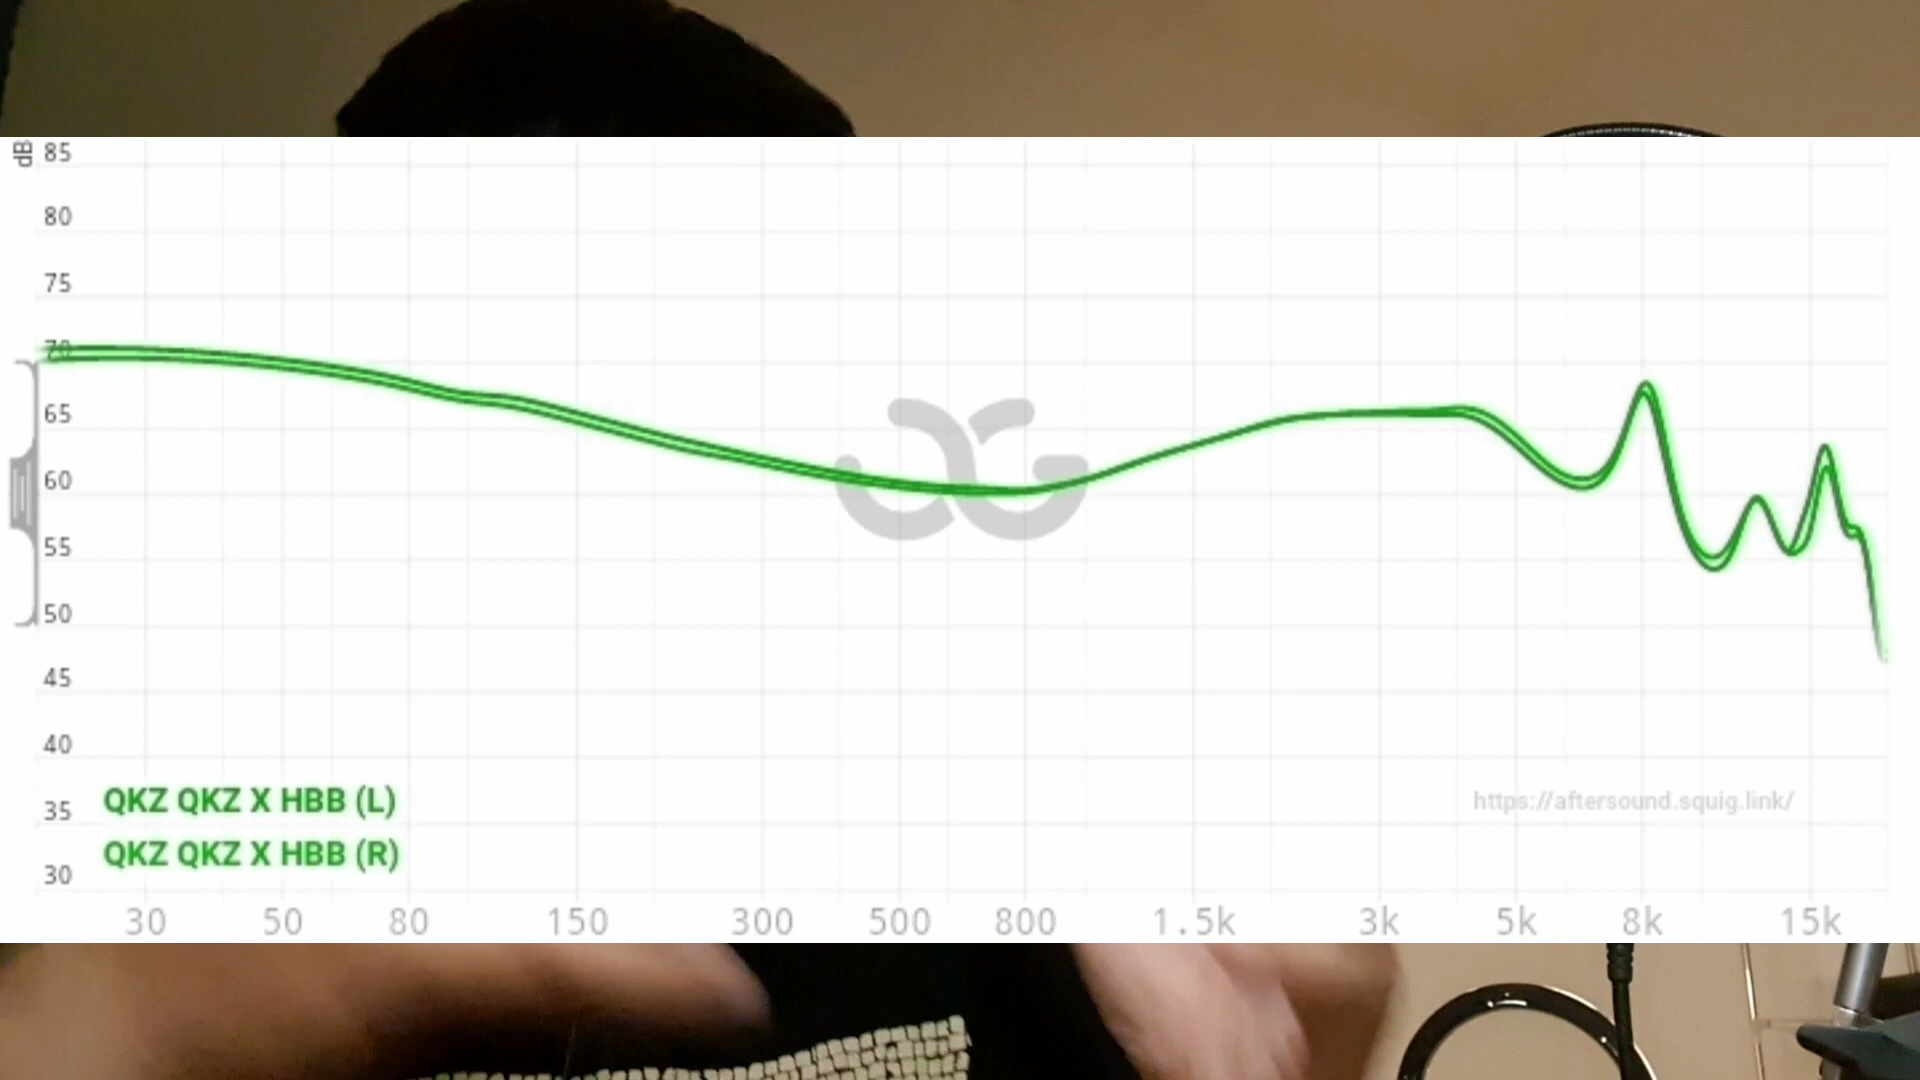 dB
85
80
75
70
65
60
55
50
45
40
35
30
QKZ QKZ X HBB (L)
QKZ QKZ X HBB (R)
https://aftersound.squig.link/
30 50 80 150 300 500 800 1.5k 3k 5k 8k 15k